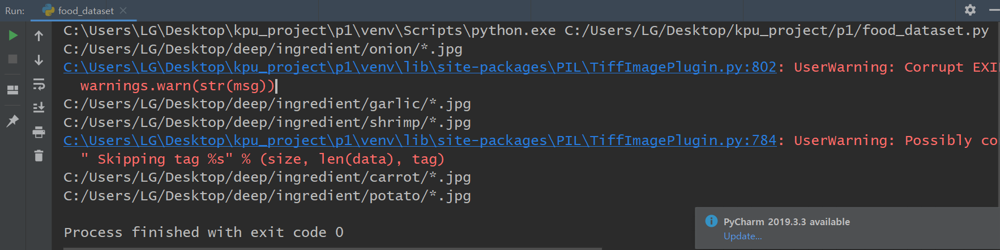 Run: food_dataset
C:\Users\LG\Desktop\kpu_project\p1\venv\Scripts\python.exe C:/Users/LG/Desktop/kpu_project/p1/food_dataset.py
C:/Users/LG/Desktop/deep/ingredient/onion/*.jpg
C:\Users\LG\Desktop\kpu_project\p1\venv\lib\site-packages\PIL\TiffImagePlugin.py:802: UserWarning: Corrupt EXI
warnings.warn(str(msg))
C:/Users/LG/Desktop/deep/ingredient/garlic/*.jpg
C:/Users/LG/Desktop/deep/ingredient/shrimp/*.jpg
C:\Users\LG\Desktop\kpu_project\p1\venv\lib\site-packages\PIL\TiffImagePlugin.py:784: UserWarning: Possibly co
" Skipping tag %s" % (size, len(data), tag)
C:/Users/LG/Desktop/deep/ingredient/carrot/*.jpg
C:/Users/LG/Desktop/deep/ingredient/potato/*.jpg
Process finished with exit code 0
PyCharm 2019.3.3 available
Update...